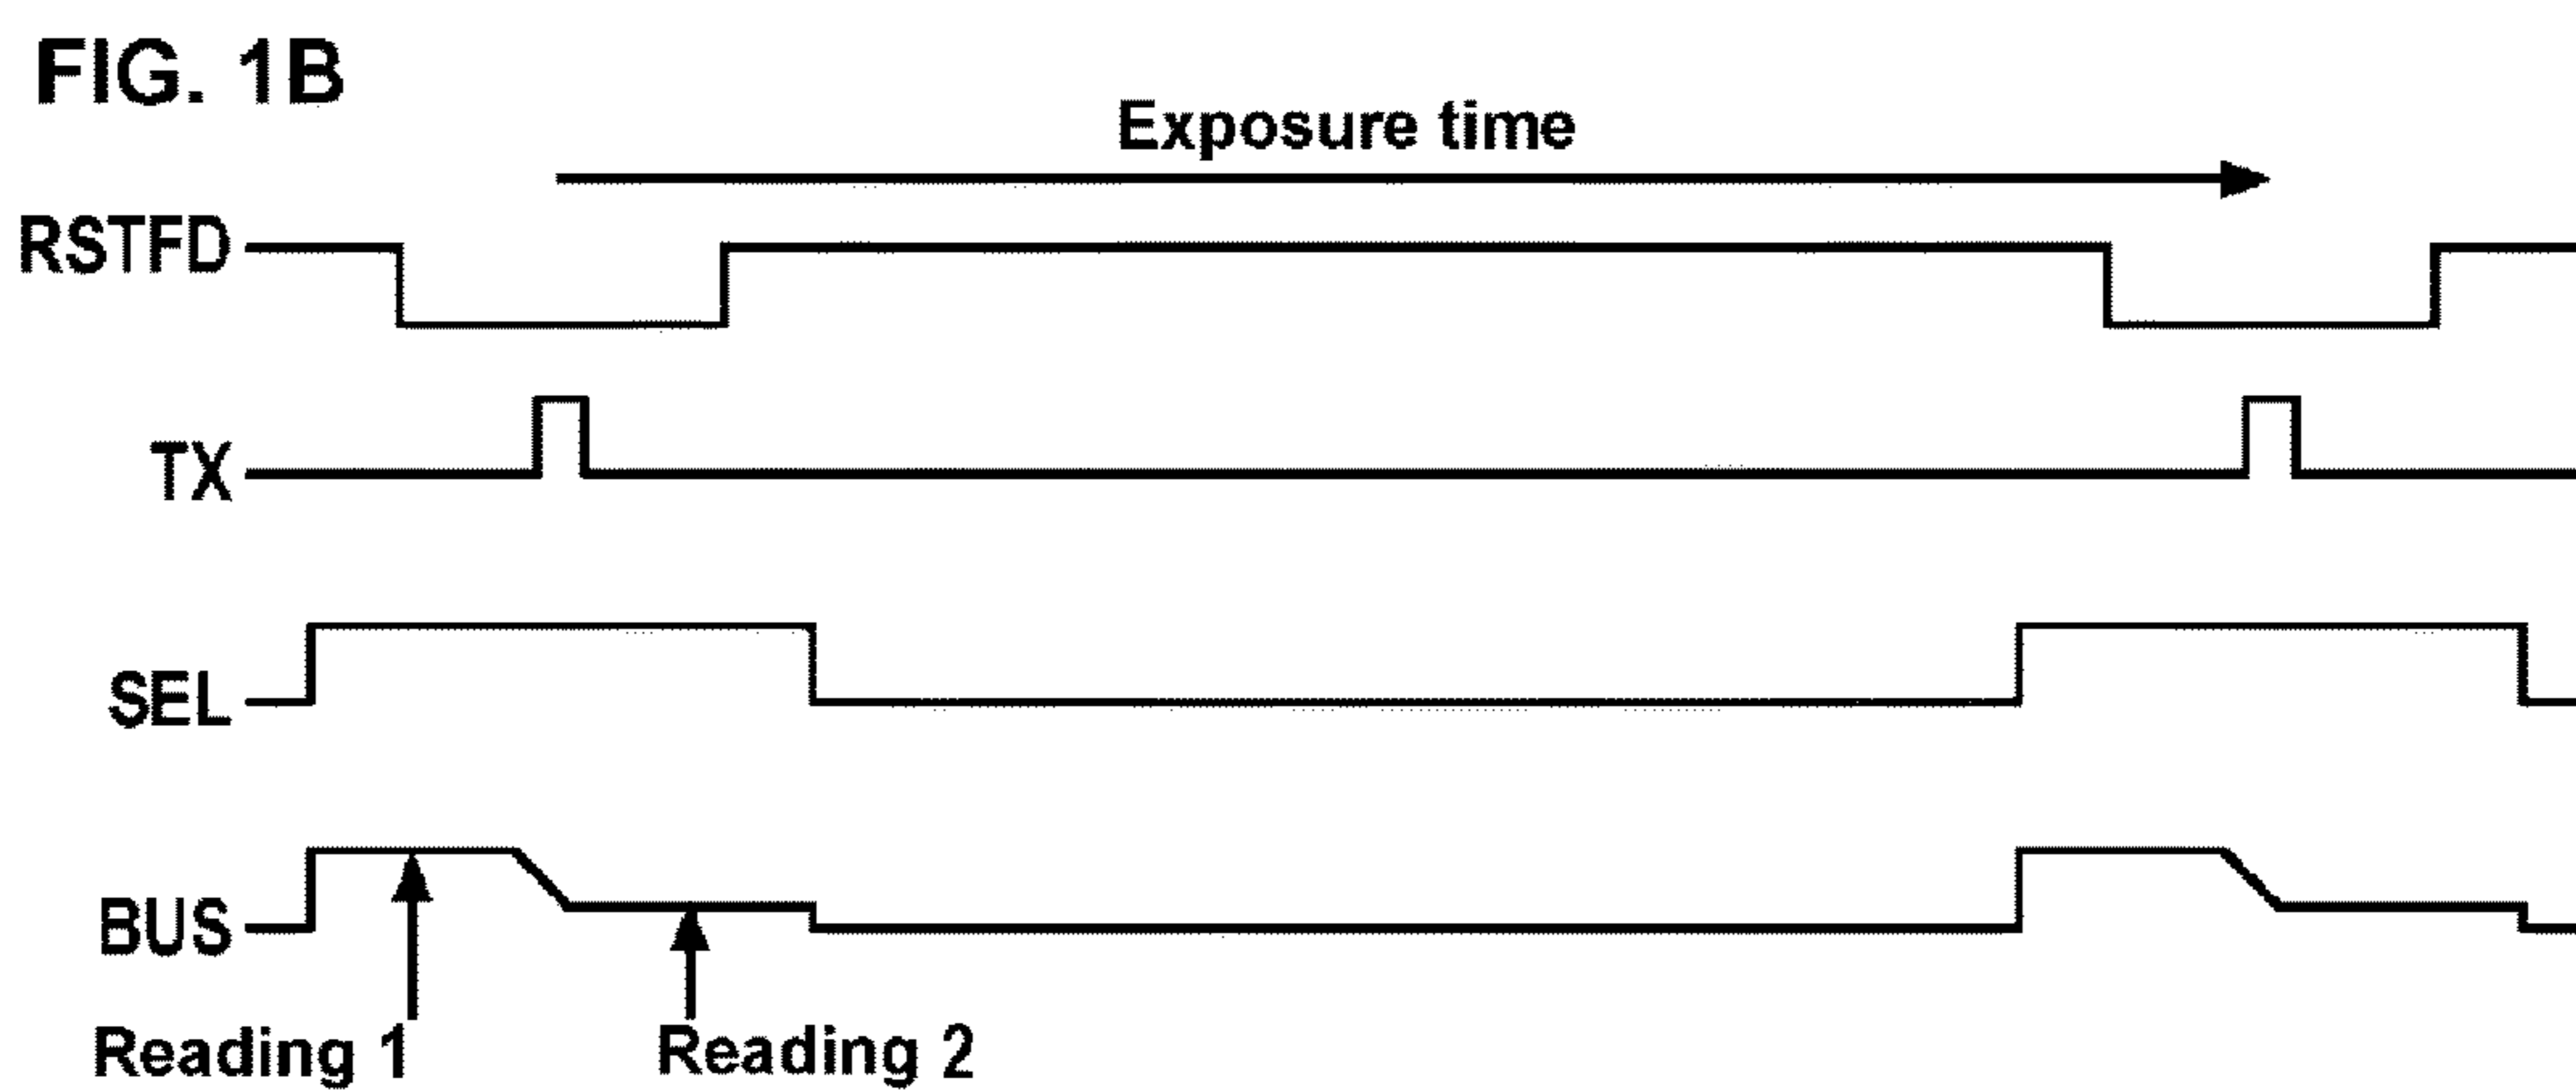 FIG. 1B
Exposure time
RSTFD
TX
SEL
BUS
Reading 1
Reading 2